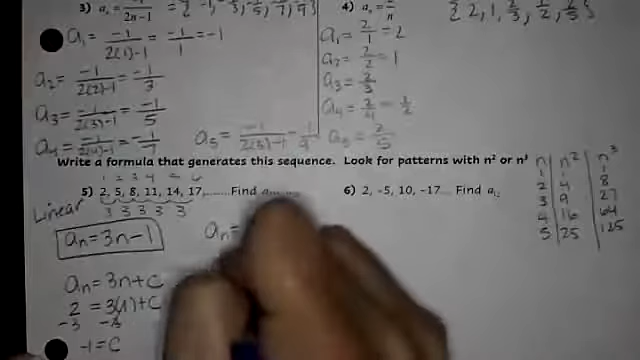 3) aₙ = -1/(2n-1) = { -1, -1/3, -1/5, -1/7,
4) aₙ = /n { 2, 1, 2/3, 1/2, 2/5 }
a₁ = -1/(2(1)-1) = -1/1 = -1
a₁ = 2/1 = 2
a₂ = -1/(2(2)-1) = -1/3
a₂ = 2/2 = 1
a₃ = -1/(2(3)-1) = -1/5
a₃ = 2/3
a₄ = 2/4 = 1/2
a₄ = -1/(2(4)-1) = -1/7
a₅ = -1/(2(5)-1) = -1/9
a₅ = 2/5
Write a formula that generates this sequence. Look for patterns with n² or n³
n n² n³
1 1 1
2 4 8
3 9 27
4 16 64
5 25 125
1 2 3 4 5 6
5) 2, 5, 8, 11, 14, 17,........Find
6) 2, -5, 10, -17... Find a₁₂
3 3 3 3 3
Linear
aₙ = 3n - 1
aₙ =
aₙ = 3n + C
2 = 3(1) + C
-3 -3
-1 = C